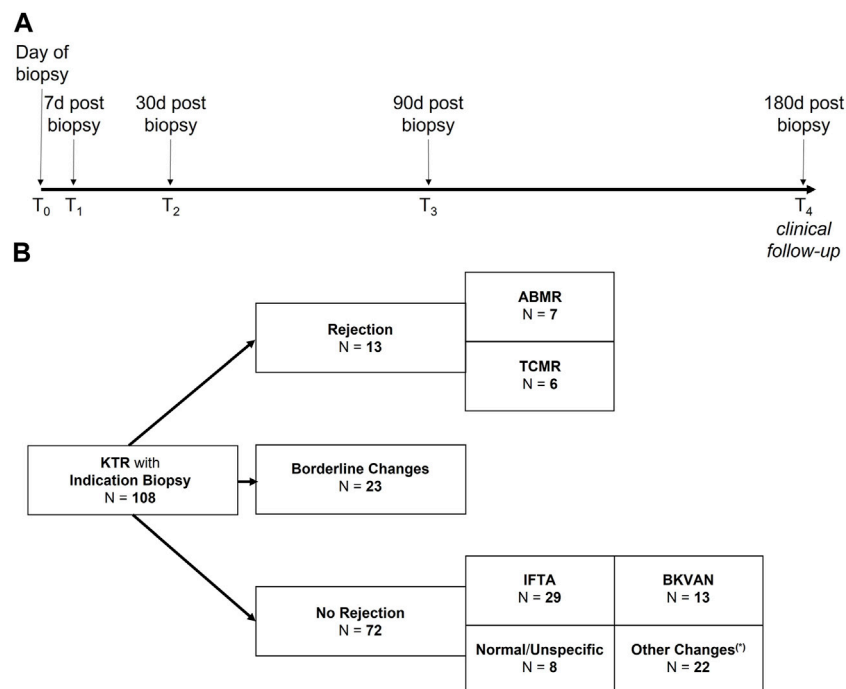 A
Day of
biopsy
7d post
biopsy
30d post
biopsy
90d post
biopsy
180d post
biopsy
T0
T1
T2
T3
T4
clinical
follow-up
B
Rejection
N = 13
ABMR
N = 7
TCMR
N = 6
KTR with
Indication Biopsy
N = 108
Borderline Changes
N = 23
No Rejection
N = 72
IFTA
N = 29
BKVAN
N = 13
Normal/Unspecific
N = 8
Other Changes(*)
N = 22